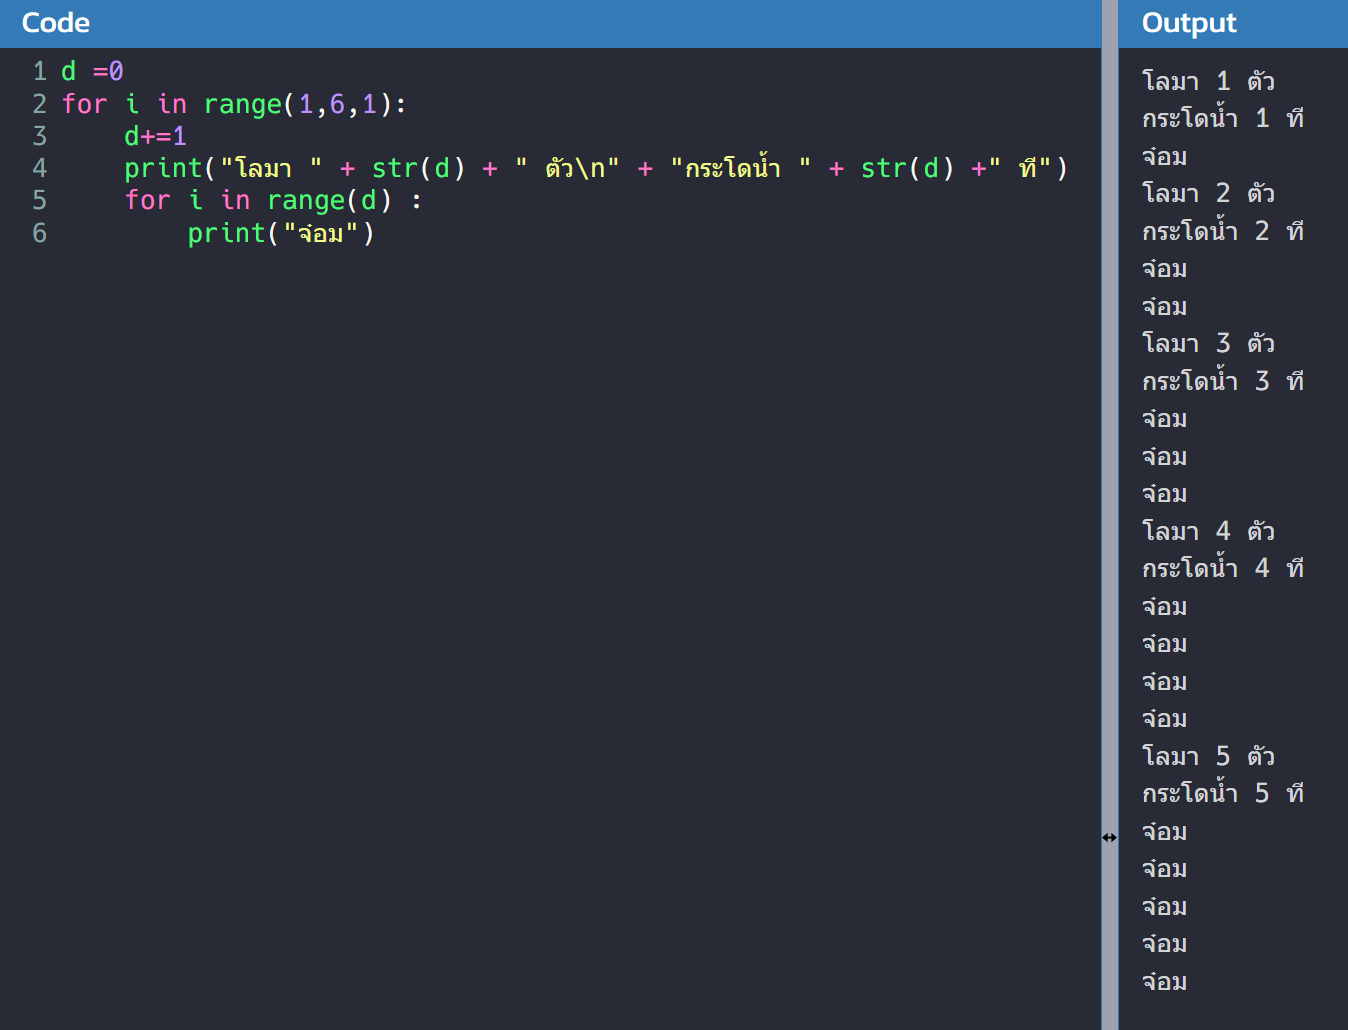 Code
1 d =0
2 for i in range(1,6,1):
3     d+=1
4     print("โลมา " + str(d) + " ตัว\n" + "กระโดดน้ำ " + str(d) +" ที")
5     for i in range(d) :
6         print("จ๋อม")
Output
โลมา 1 ตัว
กระโดน้ำ 1 ที
จ๋อม
โลมา 2 ตัว
กระโดน้ำ 2 ที
จ๋อม
จ๋อม
โลมา 3 ตัว
กระโดน้ำ 3 ที
จ๋อม
จ๋อม
จ๋อม
โลมา 4 ตัว
กระโดน้ำ 4 ที
จ๋อม
จ๋อม
จ๋อม
จ๋อม
โลมา 5 ตัว
กระโดน้ำ 5 ที
จ๋อม
จ๋อม
จ๋อม
จ๋อม
จ๋อม